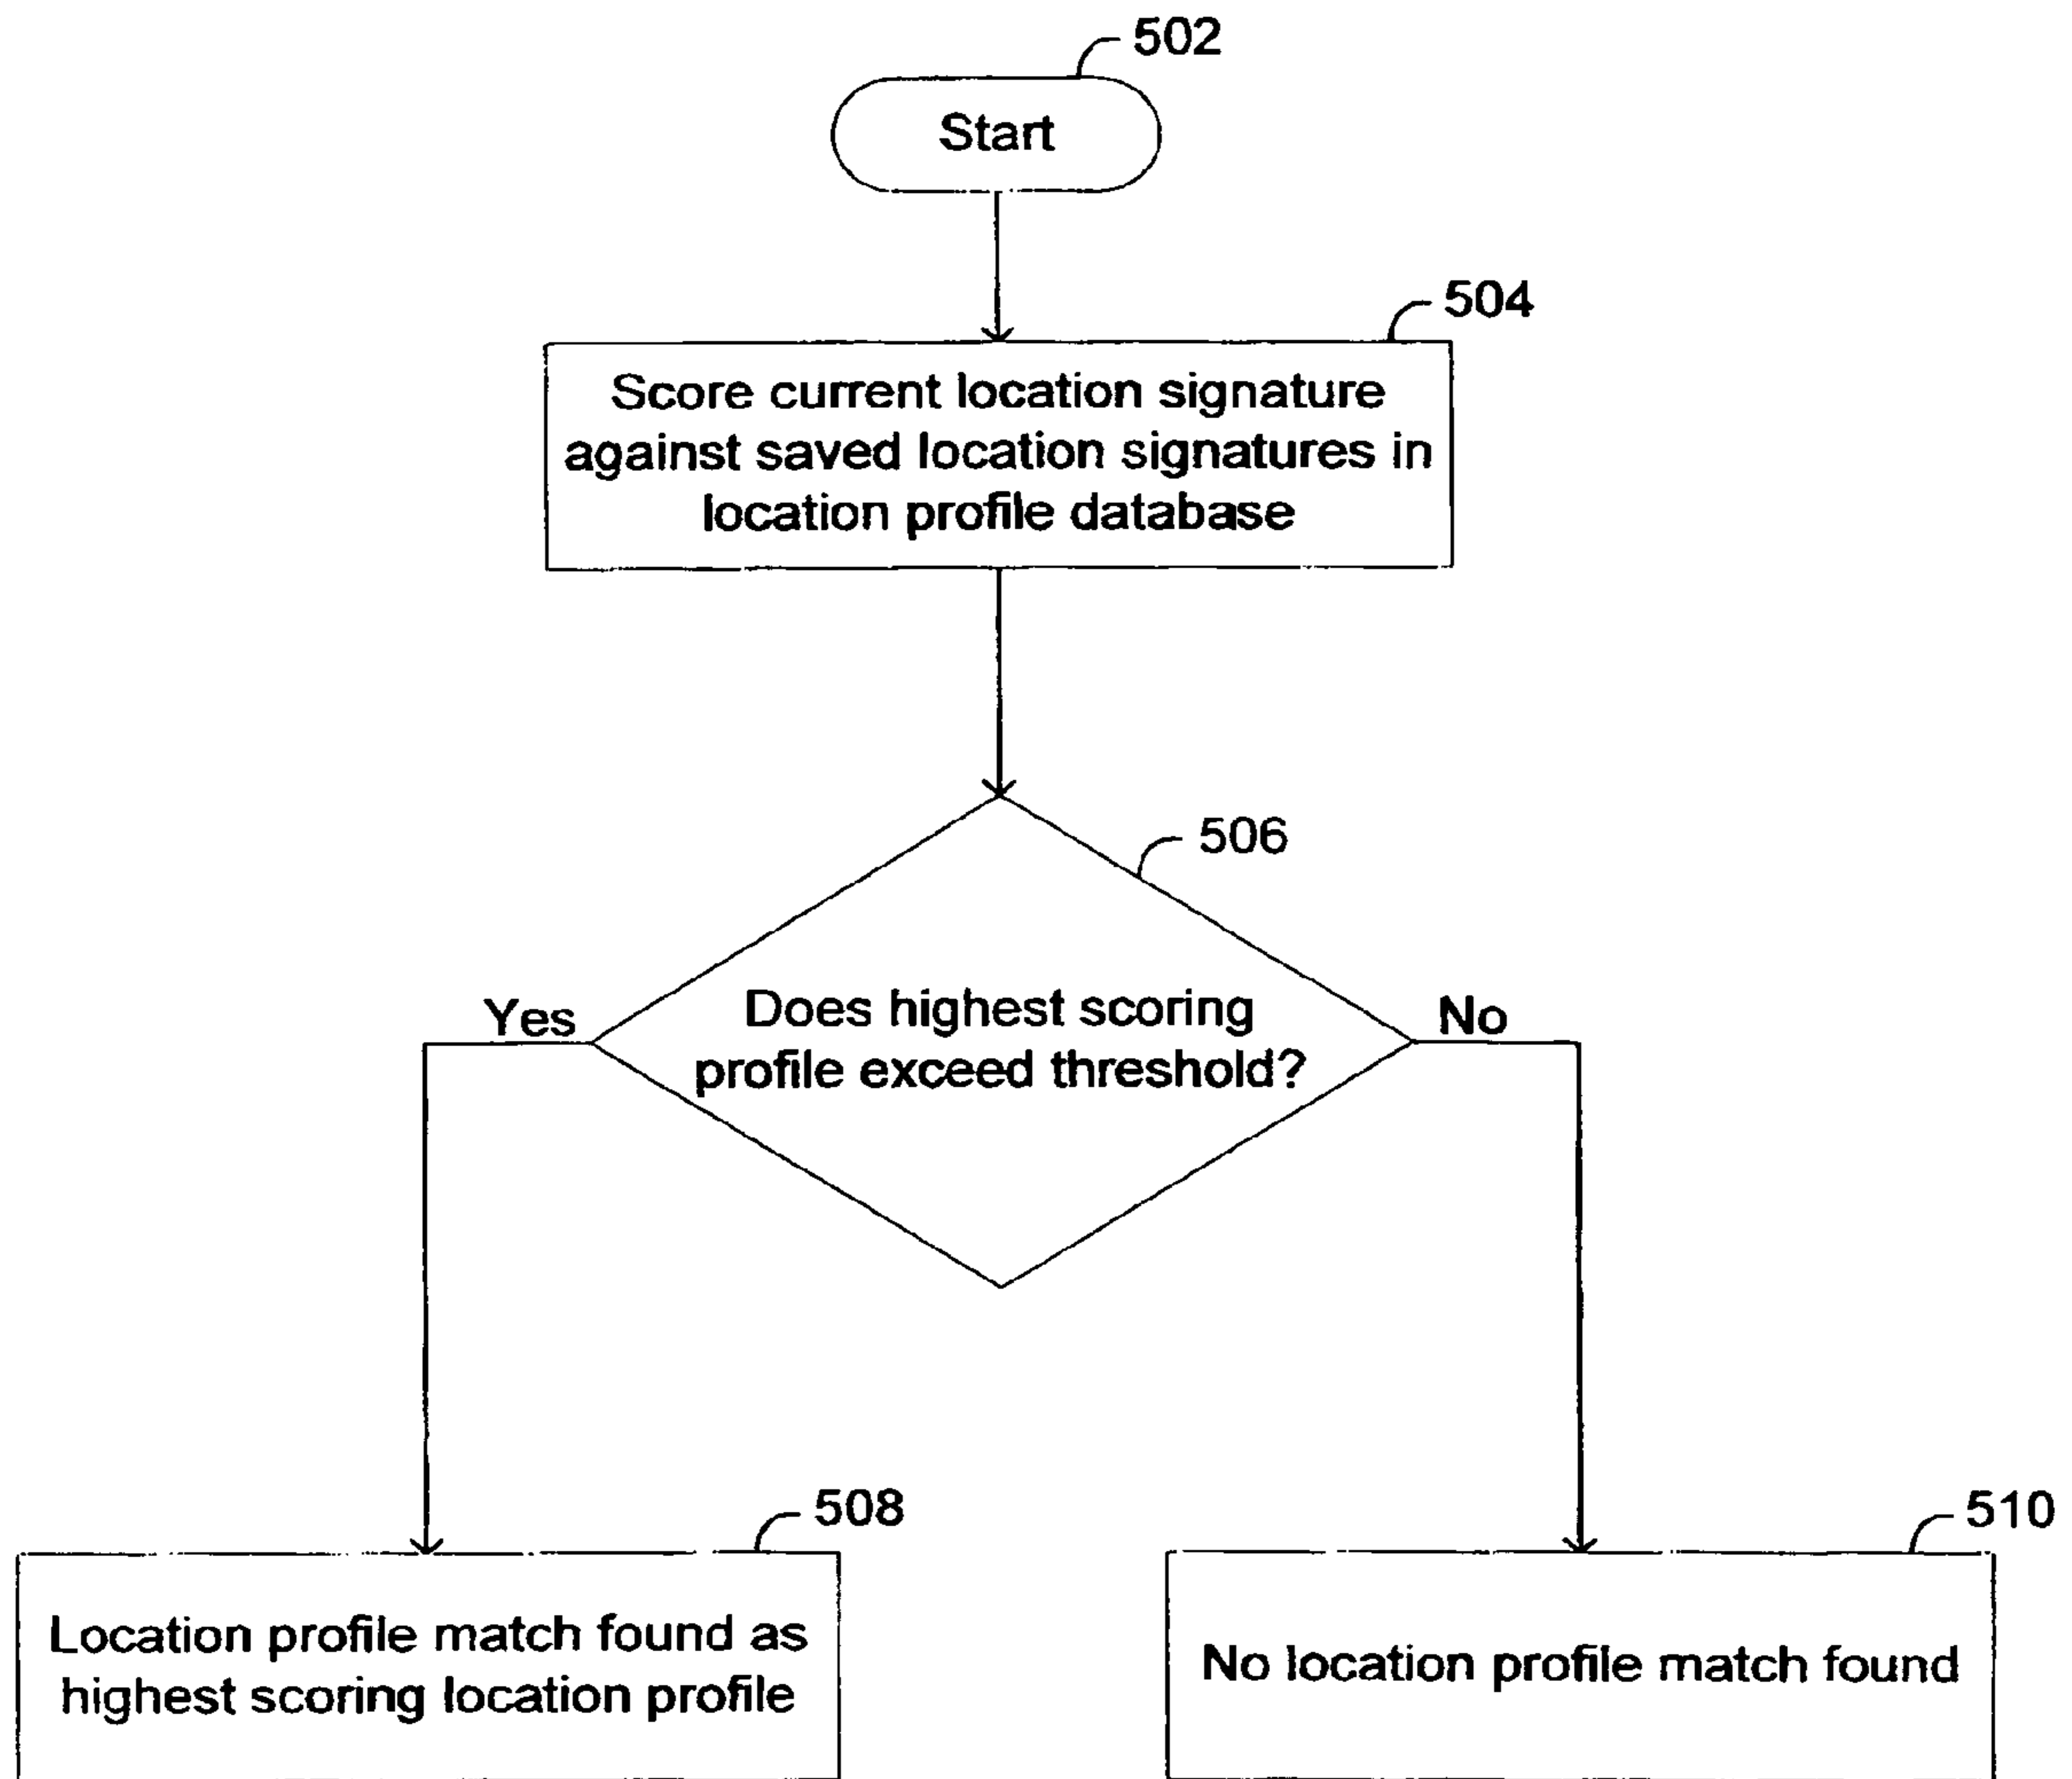 502
Start
504
Score current location signature
against saved location signatures in
location profile database
506
Yes
Does highest scoring
profile exceed threshold?
No
508
Location profile match found as
highest scoring location profile
510
No location profile match found